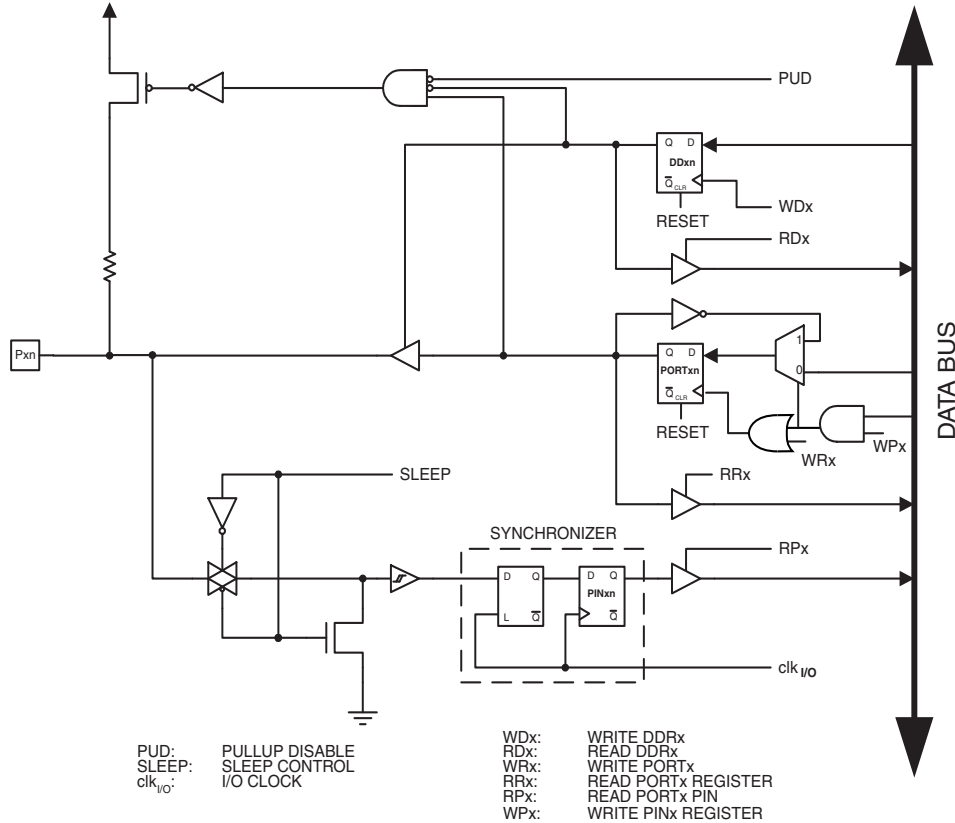 PUD
Q D
DDxn
Q CLR
RESET
WDx
RDx
Pxn
1
Q D
PORTxn
0
Q CLR
RESET
WRx
WPx
DATA BUS
SLEEP
RRx
SYNCHRONIZER
RPx
D Q
D Q
PINxn
L Q
Q
clk I/O
PUD: PULLUP DISABLE
SLEEP: SLEEP CONTROL
clk I/O: I/O CLOCK
WDx: WRITE DDRx
RDx: READ DDRx
WRx: WRITE PORTx
RRx: READ PORTx REGISTER
RPx: READ PORTx PIN
WPx: WRITE PINx REGISTER